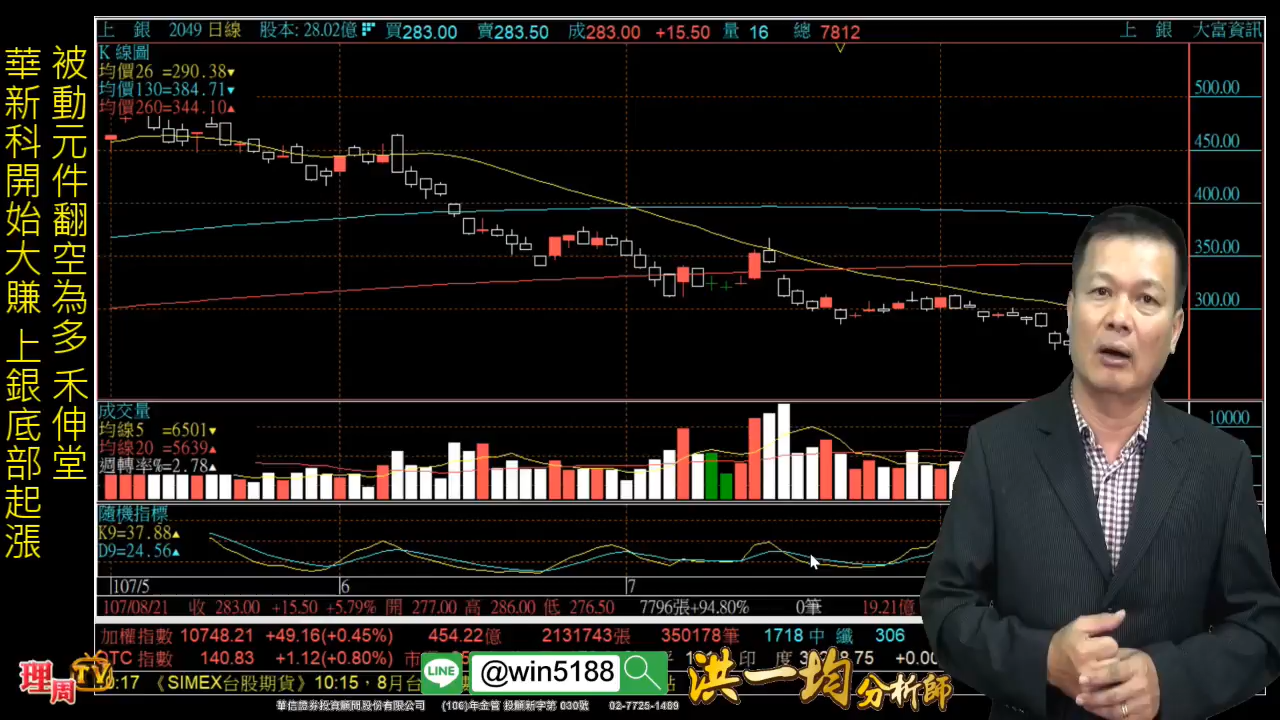 被動元件翻空為多 禾伸堂
華新科開始大賺 上銀底部起漲
上 銀 2049 日線 股本: 28.02億 買283.00 賣283.50 成283.00 +15.50 量 16 總 7812 上 銀 大富資訊
K 線圖
均價26 =290.38▼
均價130=384.71▼
均價260=344.10▲
500.00
450.00
400.00
350.00
300.00
成交量
均線5 =6501▼
均線20 =5639▲
週轉率%=2.78▲
10000
隨機指標
K9=37.88▲
D9=24.56▲
107/5 6 7
107/08/21 收 283.00 +15.50 +5.79% 開 277.00 高 286.00 低 276.50 7796張+94.80% 0筆 19.21億
加權指數 10748.21 +49.16(+0.45%) 454.22億 2131743張 350178筆 1718 中 纖 306
OTC 指數 140.83 +1.12(+0.80%) 市 印 度 +0.00
理周TV
0:17 《SIMEX台股期貨》10:15，8月台
LINE @win5188
洪一均分析師
華信證券投資顧問股份有限公司 (106)年金管 投顧新字第 030號 02-7725-1489